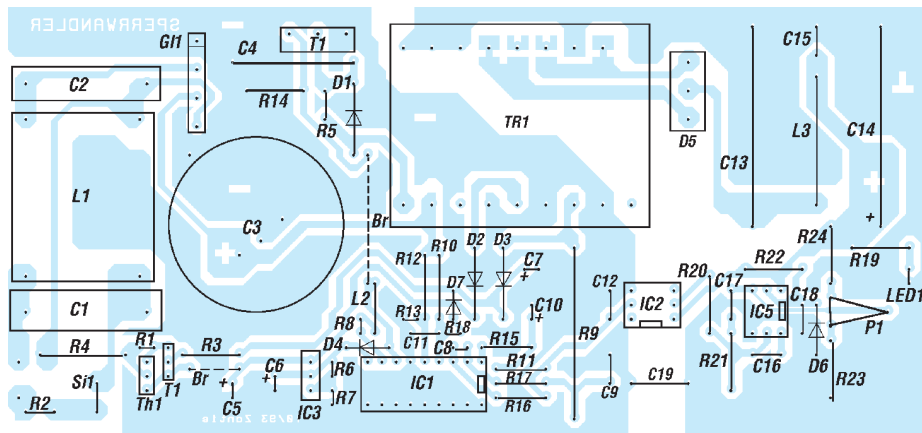 SPERRWANDLER
Gl1
C4
T1
C15
D1
C2
R14
R5
TR1
D5
L3
C14
C13
L1
C3
Br
R12
R10
D2
D3
C7
+
D7
R24
R22
R19
R20
LED1
L2
C12
C17
C18
IC2
IC5
C10
+
C1
R13
R18
R8
C11
R9
P1
R1
D4
C8
R15
R4
R3
R6
IC1
R11
R17
R21
C16
D6
R23
Si1
Th1
T1
Br
+
C6
+
C5
IC3
R7
R16
C9
C19
R2